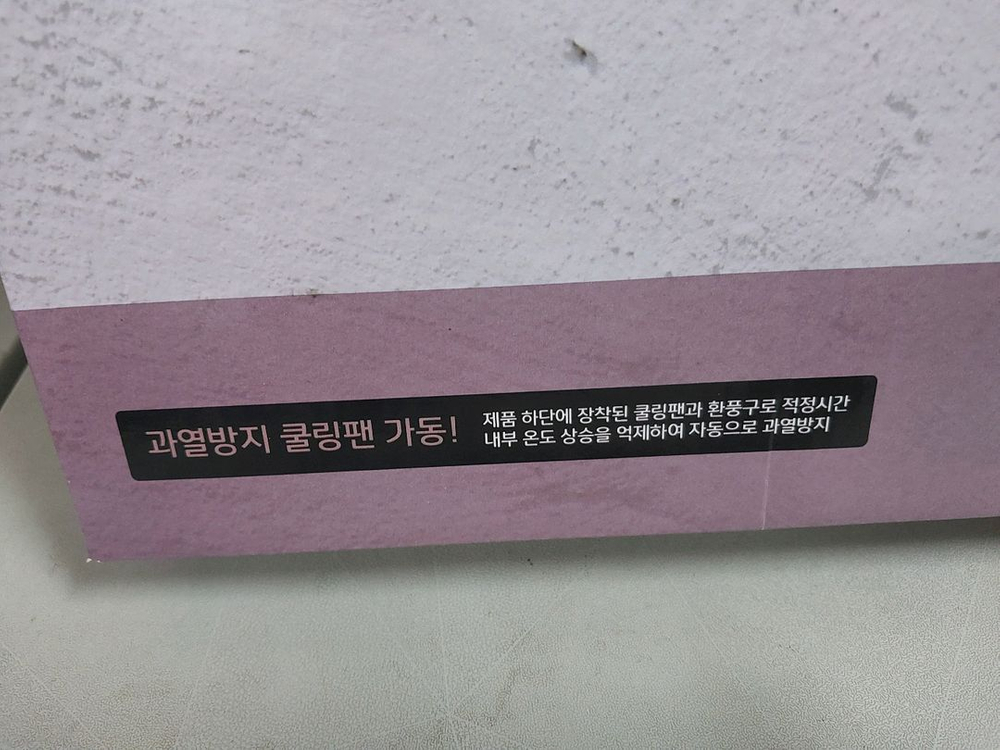 과열방지 쿨링팬 가동!
제품 하단에 장착된 쿨링팬과 환풍구로 적정시간
내부 온도 상승을 억제하여 자동으로 과열방지